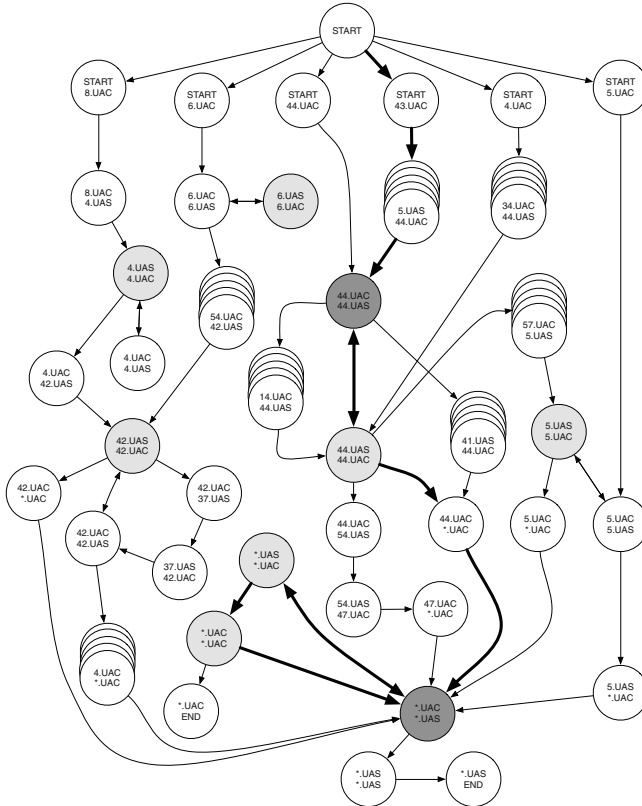 START
START
8.UAC
START
6.UAC
START
44.UAC
START
43.UAC
START
4.UAC
START
5.UAC
8.UAC
4.UAS
6.UAC
6.UAS
6.UAS
6.UAC
5.UAS
44.UAC
34.UAC
44.UAS
4.UAS
4.UAC
44.UAC
44.UAS
54.UAC
42.UAS
57.UAC
5.UAS
4.UAC
42.UAS
4.UAC
4.UAS
14.UAC
44.UAS
42.UAS
42.UAC
44.UAS
44.UAC
41.UAS
44.UAC
5.UAS
5.UAC
42.UAC
*.UAC
42.UAC
37.UAS
42.UAC
42.UAS
44.UAC
54.UAS
44.UAC
*.UAC
5.UAC
*.UAC
5.UAC
5.UAS
37.UAS
42.UAC
*.UAS
*.UAC
54.UAS
47.UAC
47.UAC
*.UAC
*.UAC
*.UAC
4.UAC
*.UAC
5.UAS
*.UAC
*.UAC
END
*.UAC
*.UAS
*.UAS
*.UAS
*.UAS
END